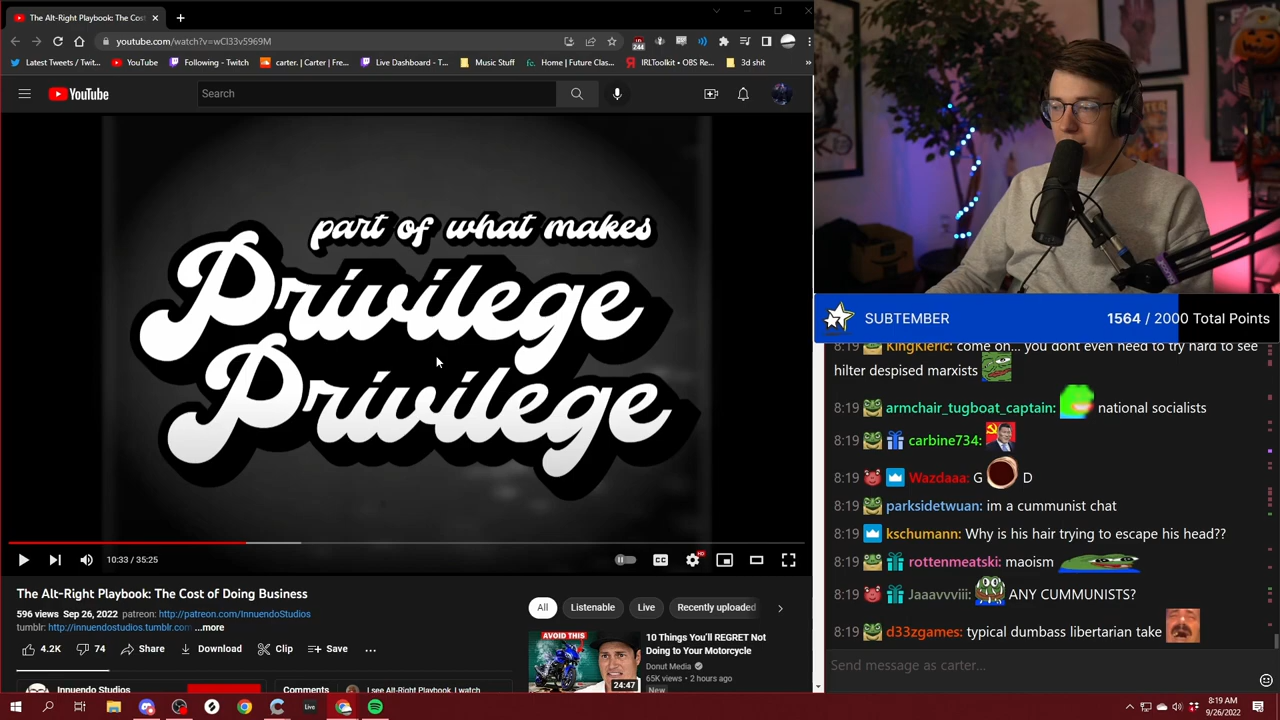 The Alt-Right Playbook: The Cost
youtube.com/watch?v=wCl33v5969M
244
Latest Tweets / Twit...
YouTube
Following - Twitch
carter. | Carter | Fre...
Live Dashboard - T...
Music Stuff
Home | Future Clas...
IRLToolkit • OBS Re...
3d shit
YouTube
Search
part of what makes
Privilege
Privilege
10:33 / 35:25
CC
HD
The Alt-Right Playbook: The Cost of Doing Business
596 views Sep 26, 2022 patreon: http://patreon.com/InnuendoStudios
tumblr: http://innuendostudios.tumblr.com ...more
4.2K
74
Share
Download
Clip
Save
Innuendo Studios
Comments
I see Alt-Right Playbook, I watch
All
Listenable
Live
Recently uploaded
AVOID THIS
24:47
10 Things You'll REGRET Not
Doing to Your Motorcycle
Donut Media
65K views • 2 hours ago
New
SUBTEMBER
1564 / 2000 Total Points
8:19 KingKleric: come on... you dont even need to try hard to see
hilter despised marxists
8:19 armchair_tugboat_captain: national socialists
8:19 carbine734:
8:19 Wazdaaa: G D
8:19 parksidetwuan: im a cummunist chat
8:19 kschumann: Why is his hair trying to escape his head??
8:19 rottenmeatski: maoism
8:19 Jaaavvviii: ANY CUMMUNISTS?
8:19 d33zgames: typical dumbass libertarian take
Send message as carter...
Live
8:19 AM
9/26/2022